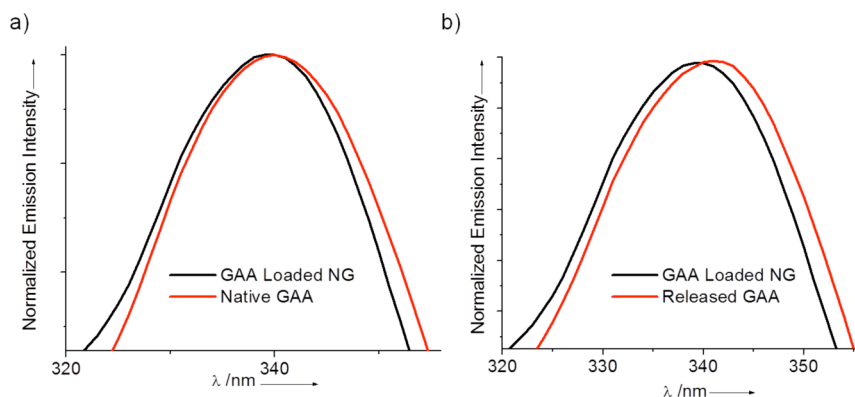 a)
Normalized Emission Intensity
GAA Loaded NG
Native GAA
320 340
λ /nm
b)
Normalized Emission Intensity
GAA Loaded NG
Released GAA
320 330 340 350
λ /nm